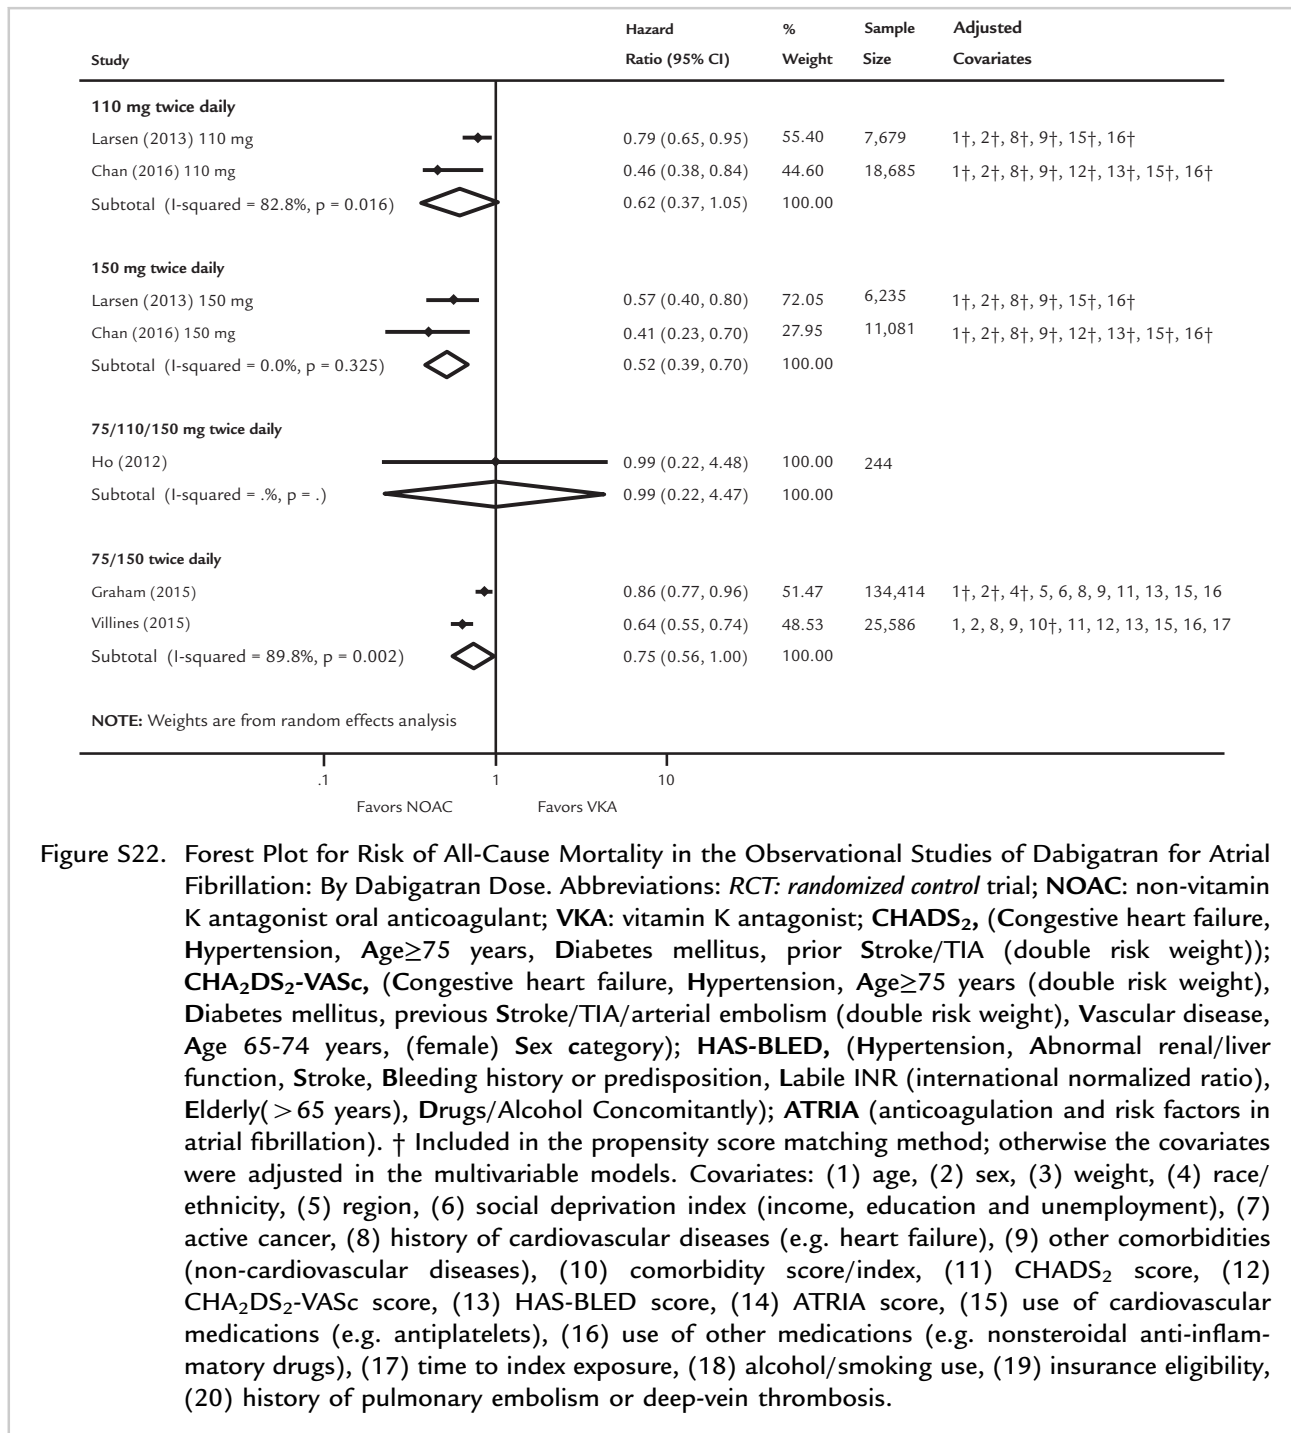 Hazard % Sample Adjusted
Study Ratio (95% CI) Weight Size Covariates
110 mg twice daily
Larsen (2013) 110 mg 0.79 (0.65, 0.95) 55.40 7,679 1†, 2†, 8†, 9†, 15†, 16†
Chan (2016) 110 mg 0.46 (0.38, 0.84) 44.60 18,685 1†, 2†, 8†, 9†, 12†, 13†, 15†, 16†
Subtotal (I-squared = 82.8%, p = 0.016) 0.62 (0.37, 1.05) 100.00
150 mg twice daily
Larsen (2013) 150 mg 0.57 (0.40, 0.80) 72.05 6,235 1†, 2†, 8†, 9†, 15†, 16†
Chan (2016) 150 mg 0.41 (0.23, 0.70) 27.95 11,081 1†, 2†, 8†, 9†, 12†, 13†, 15†, 16†
Subtotal (I-squared = 0.0%, p = 0.325) 0.52 (0.39, 0.70) 100.00
75/110/150 mg twice daily
Ho (2012) 0.99 (0.22, 4.48) 100.00 244
Subtotal (I-squared = .%, p = .) 0.99 (0.22, 4.47) 100.00
75/150 twice daily
Graham (2015) 0.86 (0.77, 0.96) 51.47 134,414 1†, 2†, 4†, 5, 6, 8, 9, 11, 13, 15, 16
Villines (2015) 0.64 (0.55, 0.74) 48.53 25,586 1, 2, 8, 9, 10†, 11, 12, 13, 15, 16, 17
Subtotal (I-squared = 89.8%, p = 0.002) 0.75 (0.56, 1.00) 100.00
NOTE: Weights are from random effects analysis
.1 1 10
Favors NOAC Favors VKA
Figure S22. Forest Plot for Risk of All-Cause Mortality in the Observational Studies of Dabigatran for Atrial
Fibrillation: By Dabigatran Dose. Abbreviations: RCT: randomized control trial; NOAC: non-vitamin
K antagonist oral anticoagulant; VKA: vitamin K antagonist; CHADS₂, (Congestive heart failure,
Hypertension, Age≥75 years, Diabetes mellitus, prior Stroke/TIA (double risk weight));
CHA₂DS₂-VASc, (Congestive heart failure, Hypertension, Age≥75 years (double risk weight),
Diabetes mellitus, previous Stroke/TIA/arterial embolism (double risk weight), Vascular disease,
Age 65-74 years, (female) Sex category); HAS-BLED, (Hypertension, Abnormal renal/liver
function, Stroke, Bleeding history or predisposition, Labile INR (international normalized ratio),
Elderly(>65 years), Drugs/Alcohol Concomitantly); ATRIA (anticoagulation and risk factors in
atrial fibrillation). † Included in the propensity score matching method; otherwise the covariates
were adjusted in the multivariable models. Covariates: (1) age, (2) sex, (3) weight, (4) race/
ethnicity, (5) region, (6) social deprivation index (income, education and unemployment), (7)
active cancer, (8) history of cardiovascular diseases (e.g. heart failure), (9) other comorbidities
(non-cardiovascular diseases), (10) comorbidity score/index, (11) CHADS₂ score, (12)
CHA₂DS₂-VASc score, (13) HAS-BLED score, (14) ATRIA score, (15) use of cardiovascular
medications (e.g. antiplatelets), (16) use of other medications (e.g. nonsteroidal anti-inflam-
matory drugs), (17) time to index exposure, (18) alcohol/smoking use, (19) insurance eligibility,
(20) history of pulmonary embolism or deep-vein thrombosis.